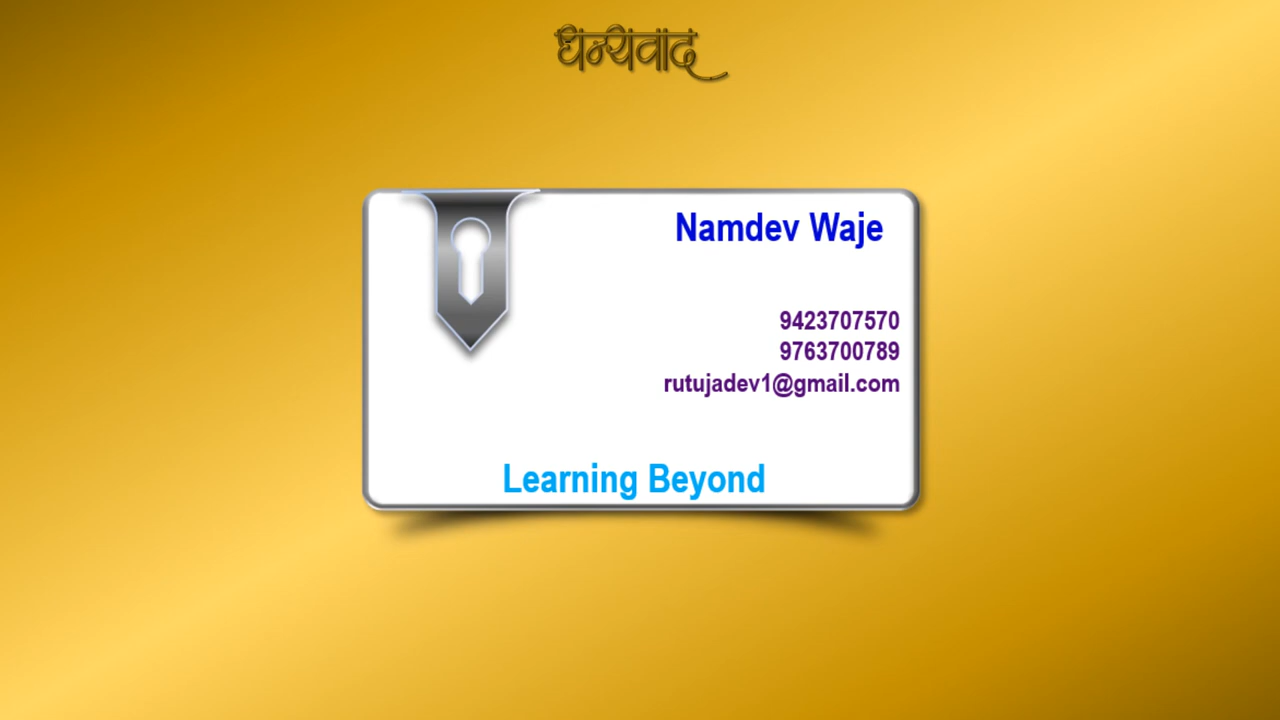 धन्यवाद
Namdev Waje
9423707570
9763700789
rutujadev1@gmail.com
Learning Beyond